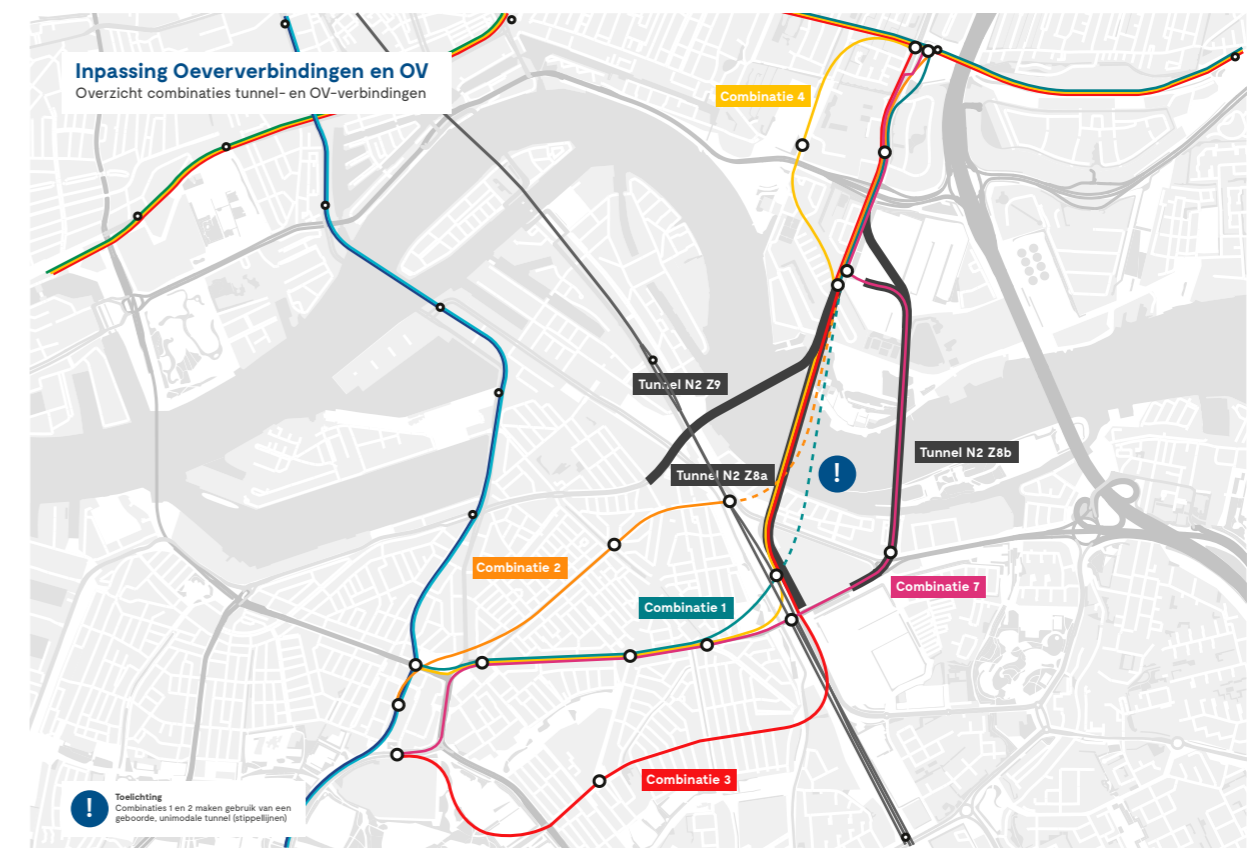 Inpassing Oeververbindingen en OV
Overzicht combinaties tunnel- en OV-verbindingen
Combinatie 4
Tunnel N2 Z9
Tunnel N2 Z8b
Tunnel N2 Z8a
!
Combinatie 2
Combinatie 7
Combinatie 1
Combinatie 3
!
Toelichting
Combinaties 1 en 2 maken gebruik van een
geboorde, unimodale tunnel (stippellijnen)